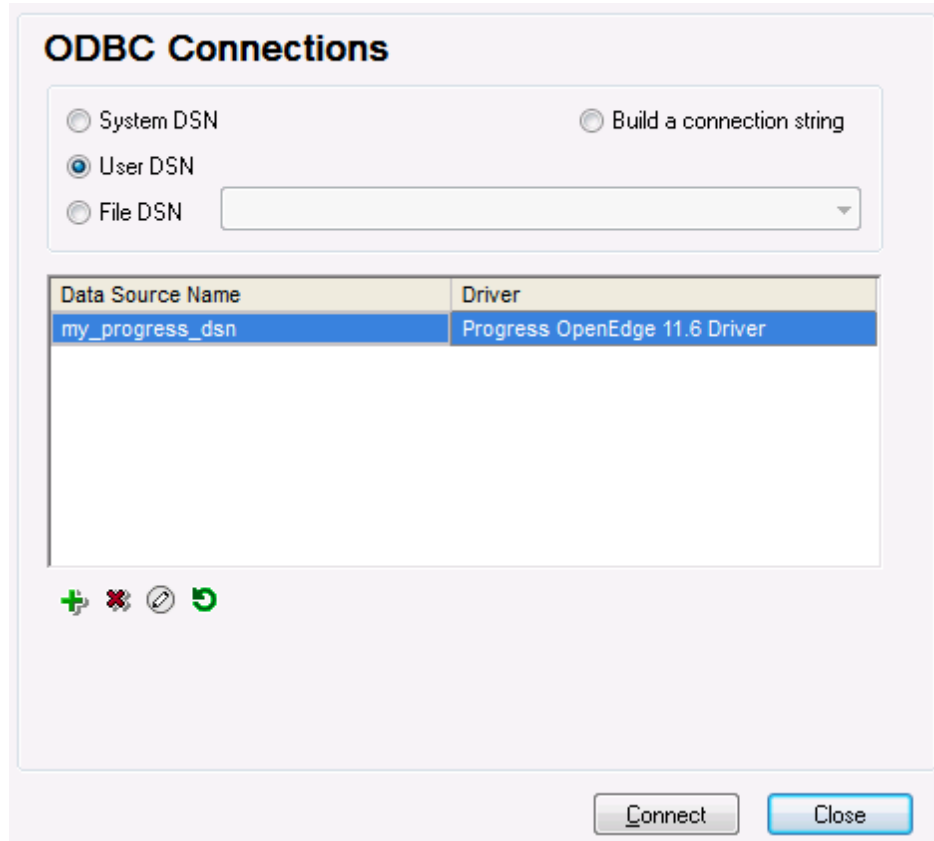 ODBC Connections
System DSN Build a connection string
User DSN
File DSN
Data Source Name Driver
my_progress_dsn Progress OpenEdge 11.6 Driver
Connect Close